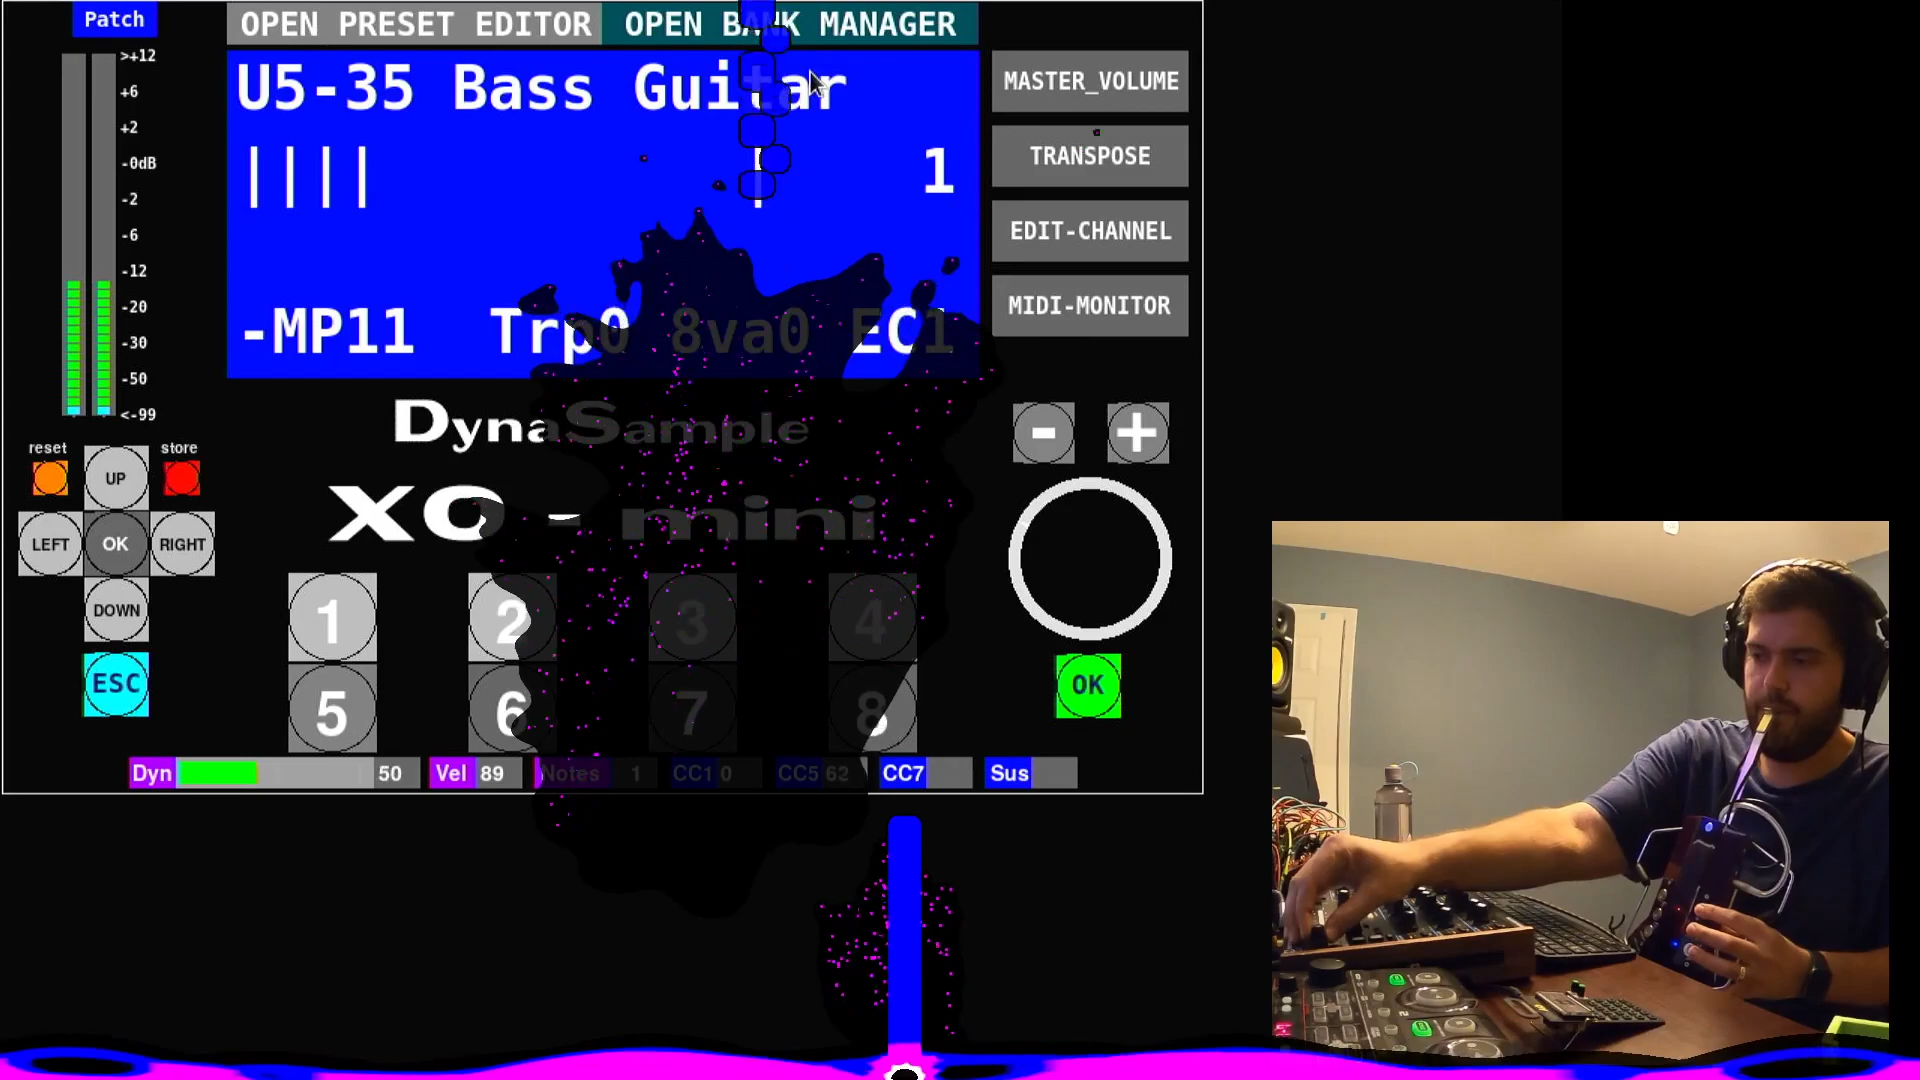 Patch
OPEN PRESET EDITOR
OPEN BANK MANAGER
>+12
+6
+2
-0dB
-2
-6
-12
-20
-30
-50
<-99
U5-35 Bass Guitar
|||| | 1
-MP11 Trp0 8va0 EC1
MASTER_VOLUME
TRANSPOSE
EDIT-CHANNEL
MIDI-MONITOR
DynaSample
XO - mini
- +
reset
store
UP
LEFT
OK
RIGHT
DOWN
ESC
1 2 3 4
5 6 7 8
OK
Dyn 50 Vel 89 Notes 1 CC1 0 CC5 62 CC7 Sus